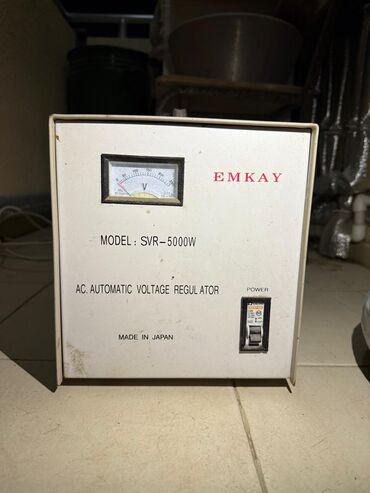 V
EMKAY
MODEL: SVR-5000W
AC. AUTOMATIC VOLTAGE REGULATOR
POWER
MADE IN JAPAN